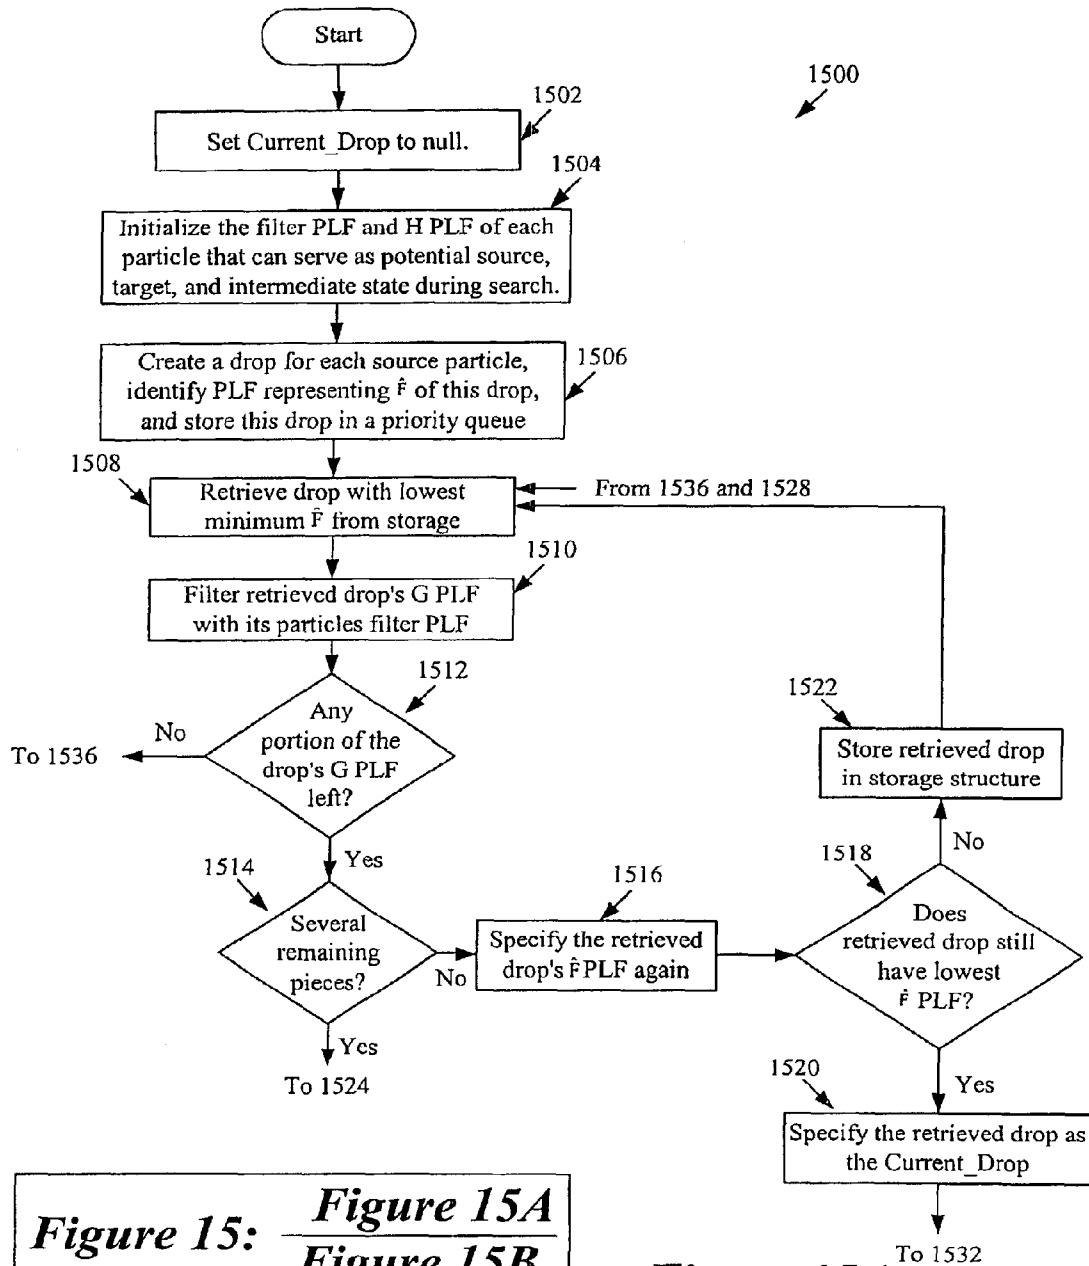 Start
1500
1502
Set Current_Drop to null.
1504
Initialize the filter PLF and H PLF of each
particle that can serve as potential source,
target, and intermediate state during search.
1506
Create a drop for each source particle,
identify PLF representing F̂ of this drop,
and store this drop in a priority queue
1508
Retrieve drop with lowest
minimum F̂ from storage
From 1536 and 1528
1510
Filter retrieved drop's G PLF
with its particles filter PLF
1512
Any
portion of the
drop's G PLF
left?
No
To 1536
Yes
1514
Several
remaining
pieces?
No
Yes
To 1524
1516
Specify the retrieved
drop's F̂ PLF again
1518
Does
retrieved drop still
have lowest
F̂ PLF?
No
1522
Store retrieved drop
in storage structure
Yes
1520
Specify the retrieved drop as
the Current_Drop
To 1532
Figure 15:
Figure 15A
Figure 15B